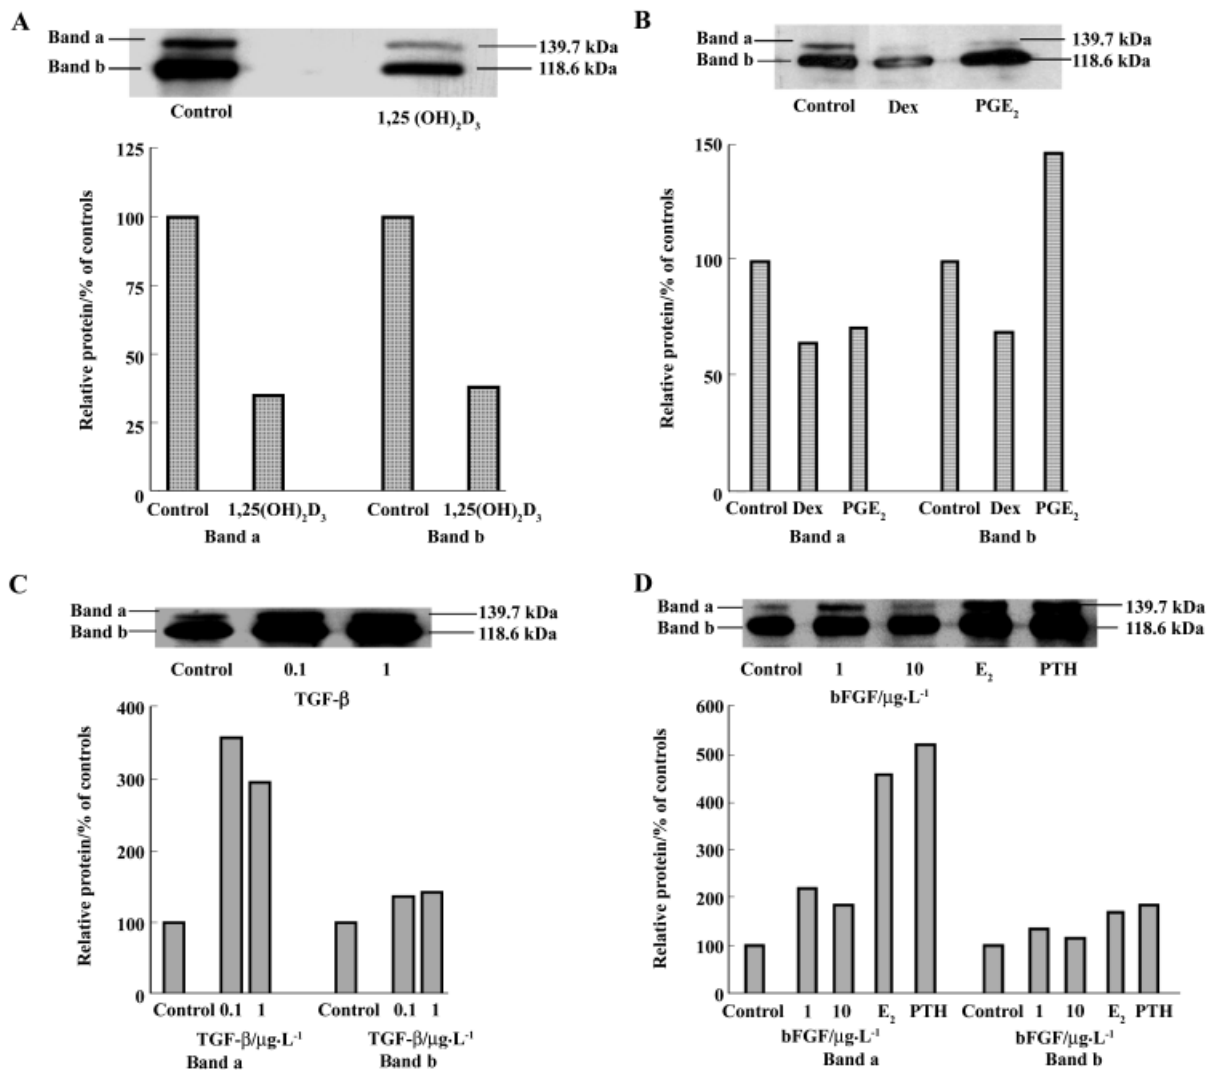 A
Band a
Band b
139.7 kDa
118.6 kDa
Control
1,25 (OH)₂D₃
Relative protein/% of controls
125
100
75
50
25
0
Control 1,25(OH)₂D₃ Control 1,25(OH)₂D₃
Band a Band b
B
Band a
Band b
139.7 kDa
118.6 kDa
Control Dex PGE₂
Relative protein/% of controls
150
100
50
0
Control Dex PGE₂ Control Dex PGE₂
Band a Band b
C
Band a
Band b
139.7 kDa
118.6 kDa
Control 0.1 1
TGF-β
Relative protein/% of controls
400
300
200
100
0
Control 0.1 1 Control 0.1 1
TGF-β/μg·L⁻¹ TGF-β/μg·L⁻¹
Band a Band b
D
Band a
Band b
139.7 kDa
118.6 kDa
Control 1 10 E₂ PTH
bFGF/μg·L⁻¹
Relative protein/% of controls
600
500
400
300
200
100
0
Control 1 10 E₂ PTH Control 1 10 E₂ PTH
bFGF/μg·L⁻¹ bFGF/μg·L⁻¹
Band a Band b